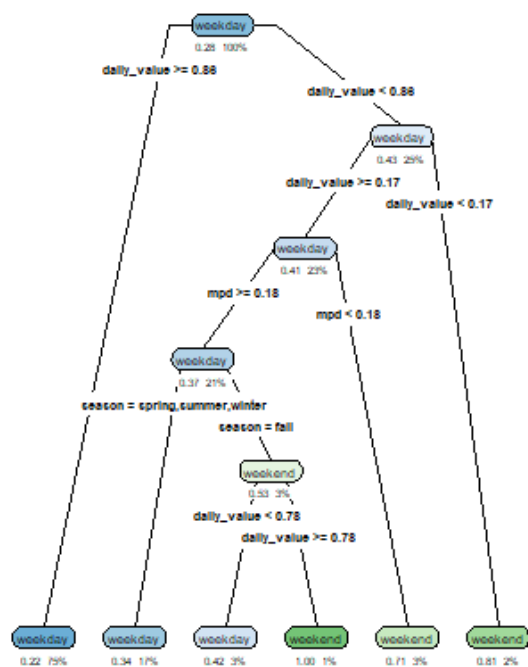 weekday
0.28 100%
daily_value >= 0.86
daily_value < 0.86
weekday
0.43 25%
daily_value >= 0.17
daily_value < 0.17
weekday
0.41 23%
mpd >= 0.18
mpd < 0.18
weekday
0.37 21%
season = spring,summer,winter
season = fall
weekend
0.53 3%
daily_value < 0.78
daily_value >= 0.78
weekday weekday weekday weekend weekend weekend
0.22 75% 0.34 17% 0.42 3% 1.00 1% 0.71 3% 0.81 2%